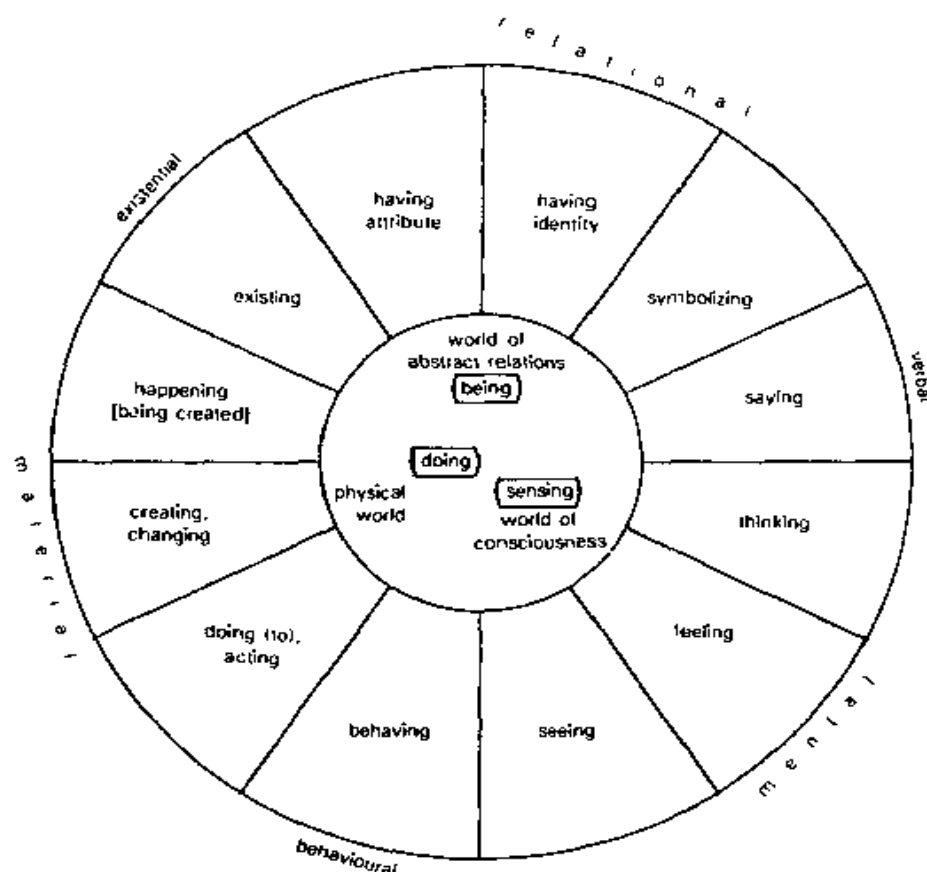 relational
existential
having
attribute
having
identity
existing
symbolizing
world of
abstract relations
being
happening
[being created]
saying
verbal
doing
material
physical
world
sensing
world of
consciousness
creating,
changing
thinking
doing (to),
acting
feeling
behaving
seeing
mental
behavioural